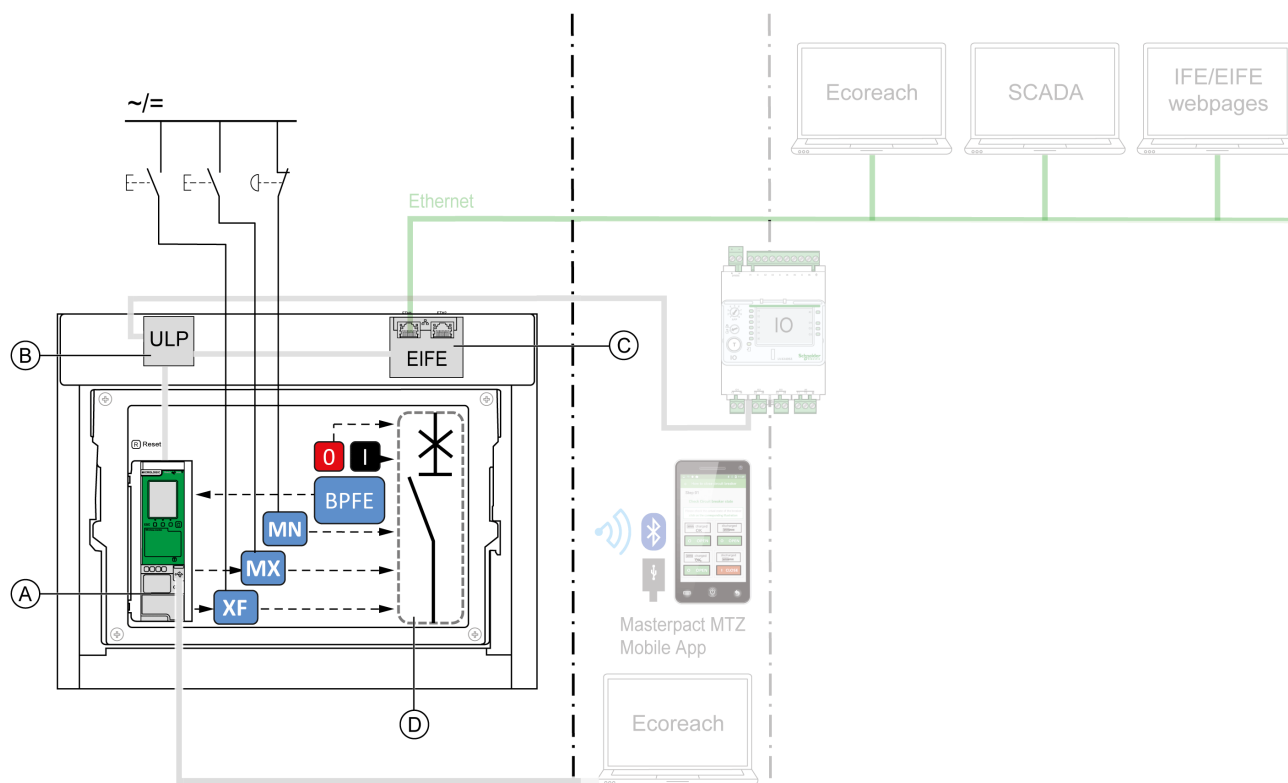 ~/=
Ecoreach
SCADA
IFE/EIFE
webpages
Ethernet
ULP
EIFE
B
C
IO
R Reset
0
I
BPFE
MN
MX
XF
A
D
Masterpact MTZ
Mobile App
Ecoreach